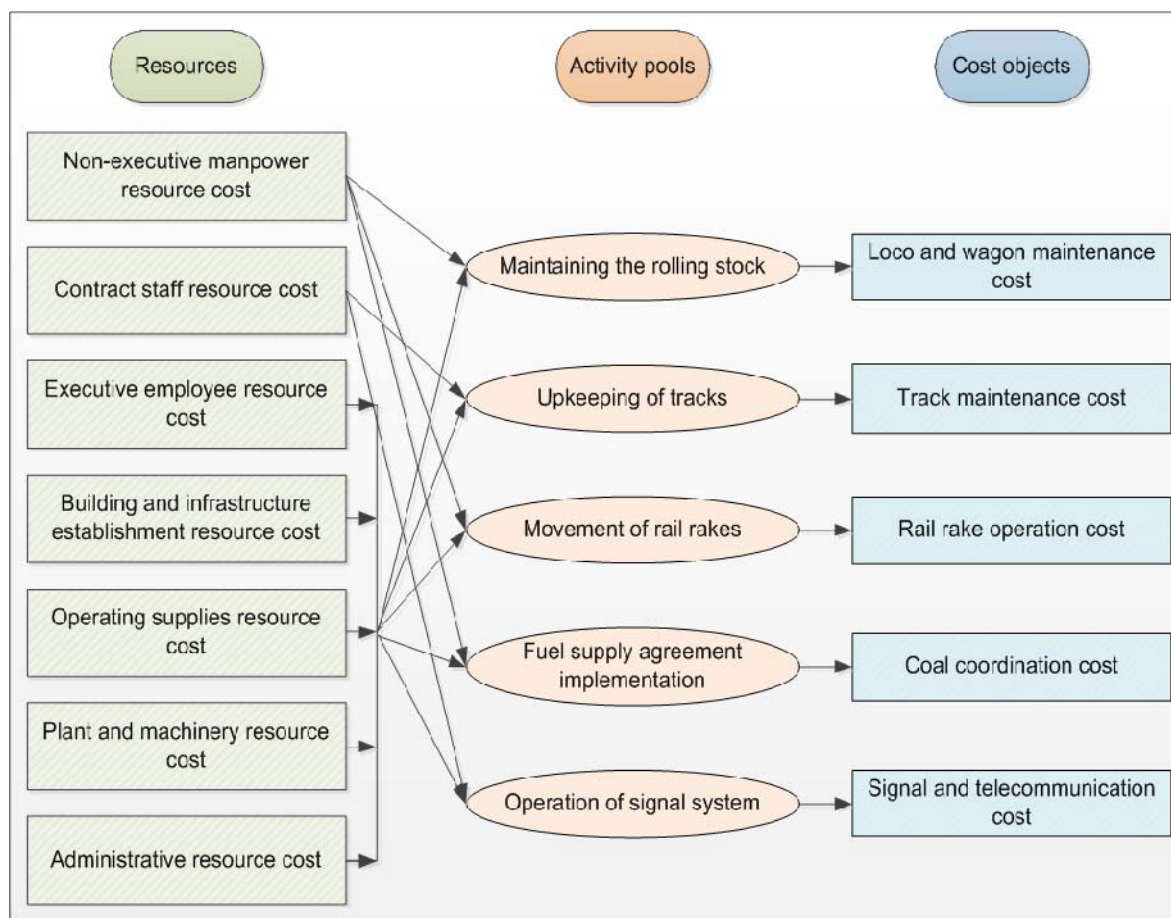 Resources
Activity pools
Cost objects
Non-executive manpower
resource cost
Contract staff resource cost
Executive employee resource
cost
Building and infrastructure
establishment resource cost
Operating supplies resource
cost
Plant and machinery resource
cost
Administrative resource cost
Maintaining the rolling stock
Upkeeping of tracks
Movement of rail rakes
Fuel supply agreement
implementation
Operation of signal system
Loco and wagon maintenance
cost
Track maintenance cost
Rail rake operation cost
Coal coordination cost
Signal and telecommunication
cost